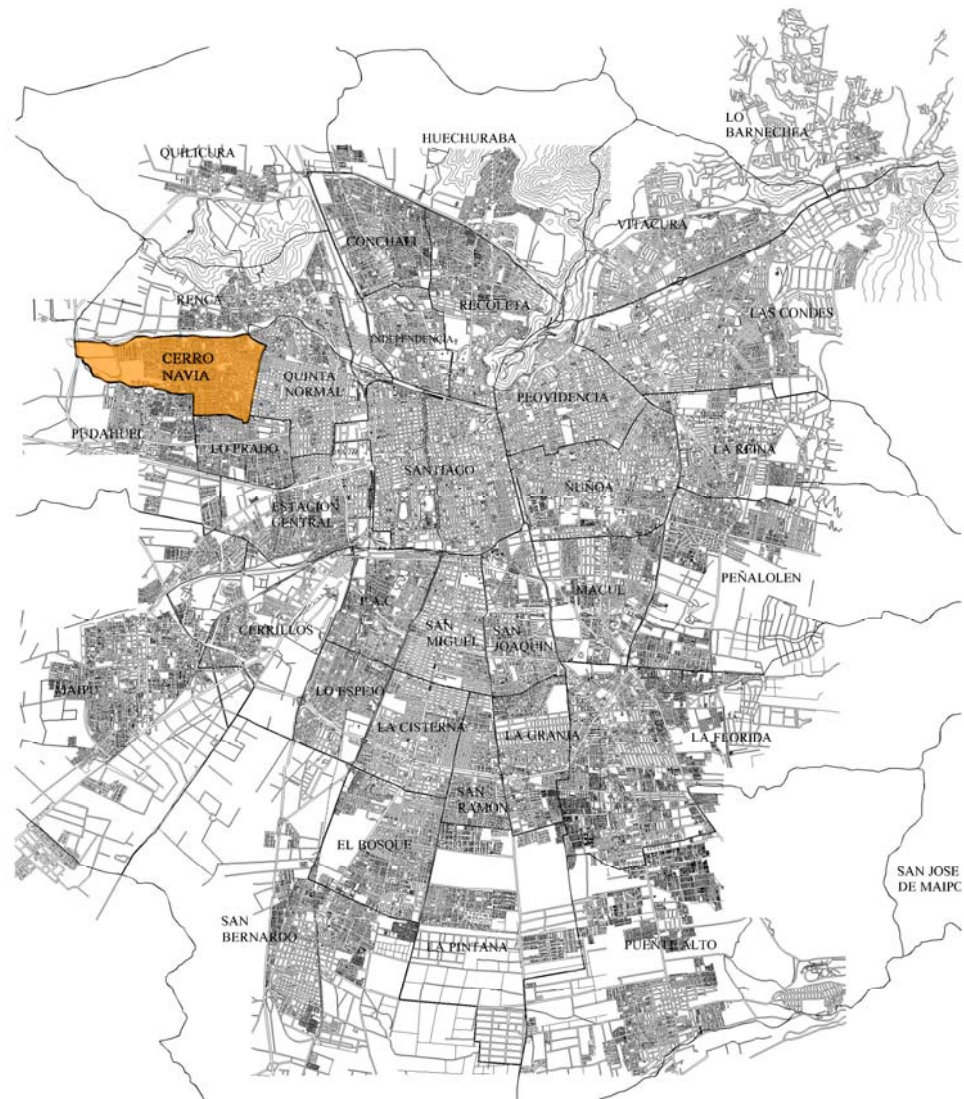 LO
BARNECHEA
HUECHURABA
QUILICURA
VITACURA
CONCHALI
RENCA
RECOLETA
LAS CONDES
INDEPENDENCIA
CERRO
NAVIA
QUINTA
NORMAL
PEOVIDENCIA
PUDAHUEL
LO PRADO
LA REINA
SANTIAGO
ÑUÑOA
ESTACION
CENTRAL
PEÑALOLEN
P.A.C
MACUL
CERRILLOS
SAN
MIGUEL
SAN
JOAQUIN
MAIPU
LO ESPEJO
LA CISTERNA
LA GRANJA
LA FLORIDA
SAN
RAMON
EL BOSQUE
SAN JOSE
DE MAIPO
SAN
BERNARDO
LA PINTANA
PUENTE ALTO